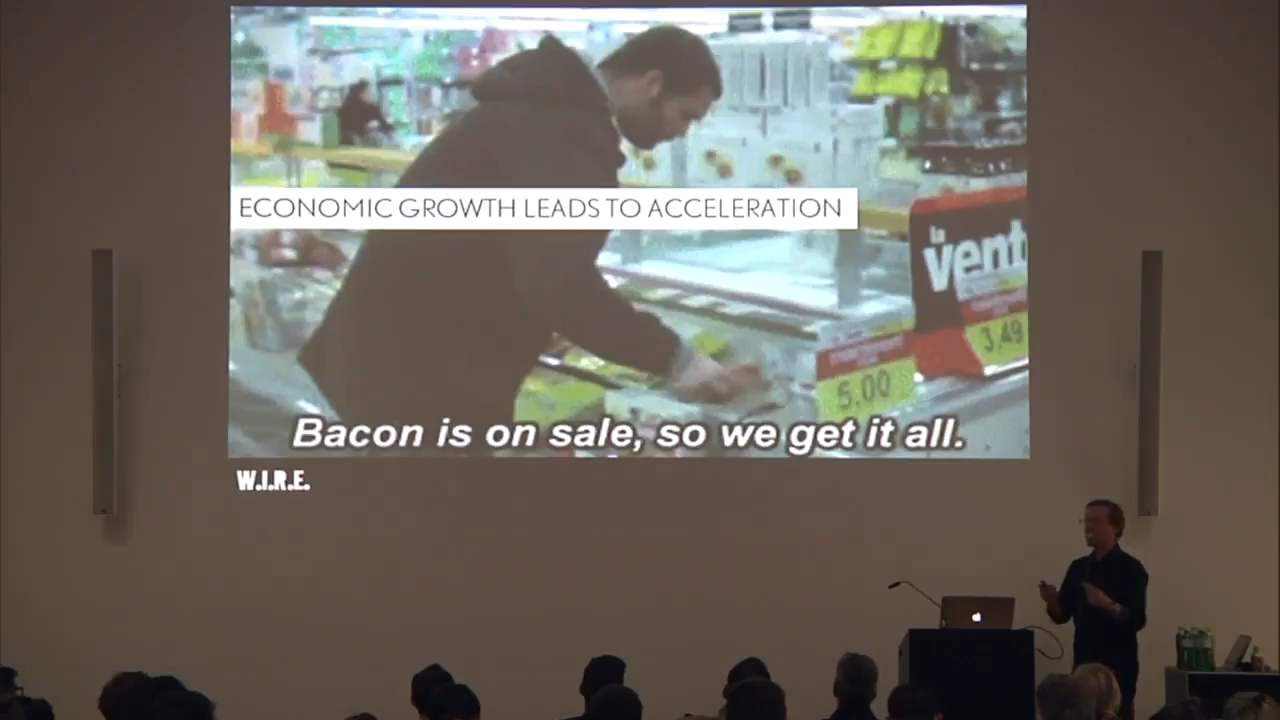 ECONOMIC GROWTH LEADS TO ACCELERATION
La
Vent
3,49
5,00
Bacon is on sale, so we get it all.
W.I.R.E.